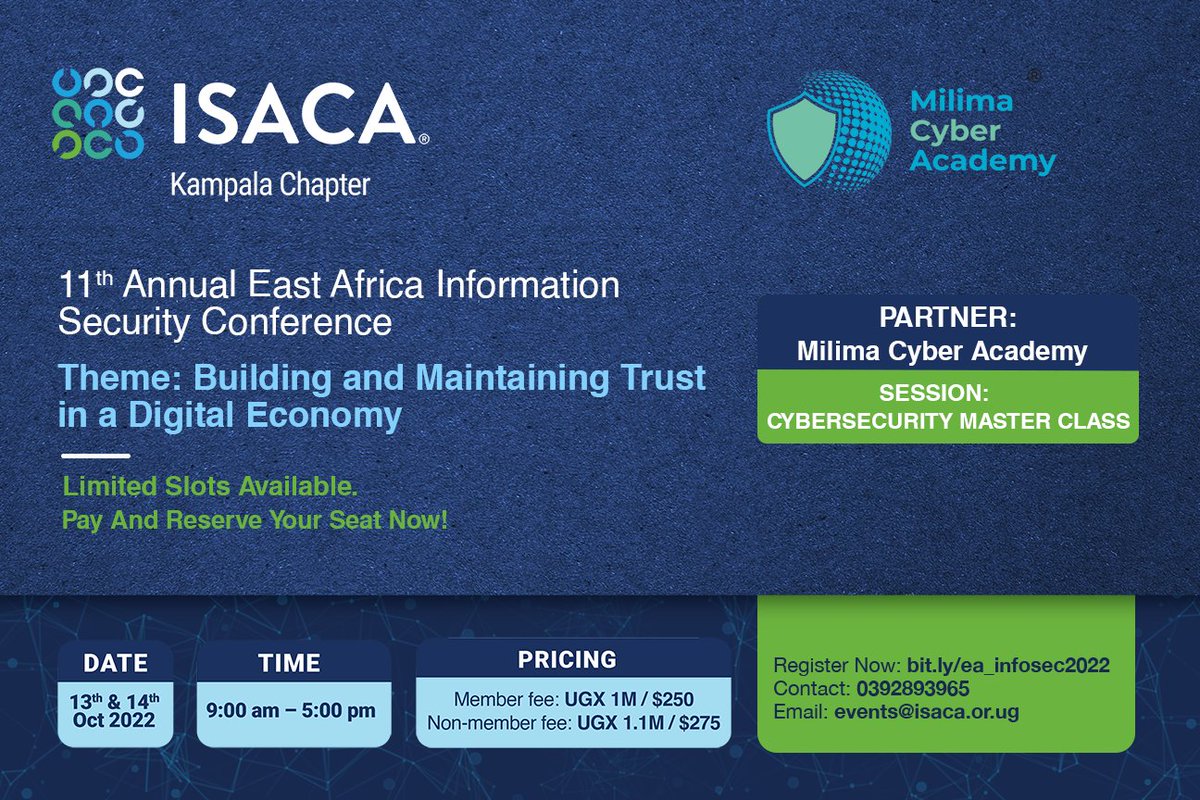 ISACA®
Kampala Chapter
®
Milima
Cyber
Academy
11th Annual East Africa Information
Security Conference
Theme: Building and Maintaining Trust
in a Digital Economy
Limited Slots Available.
Pay And Reserve Your Seat Now!
PARTNER:
Milima Cyber Academy
SESSION:
CYBERSECURITY MASTER CLASS
DATE
13th & 14th
Oct 2022
TIME
9:00 am – 5:00 pm
PRICING
Member fee: UGX 1M / $250
Non-member fee: UGX 1.1M / $275
Register Now: bit.ly/ea_infosec2022
Contact: 0392893965
Email: events@isaca.or.ug